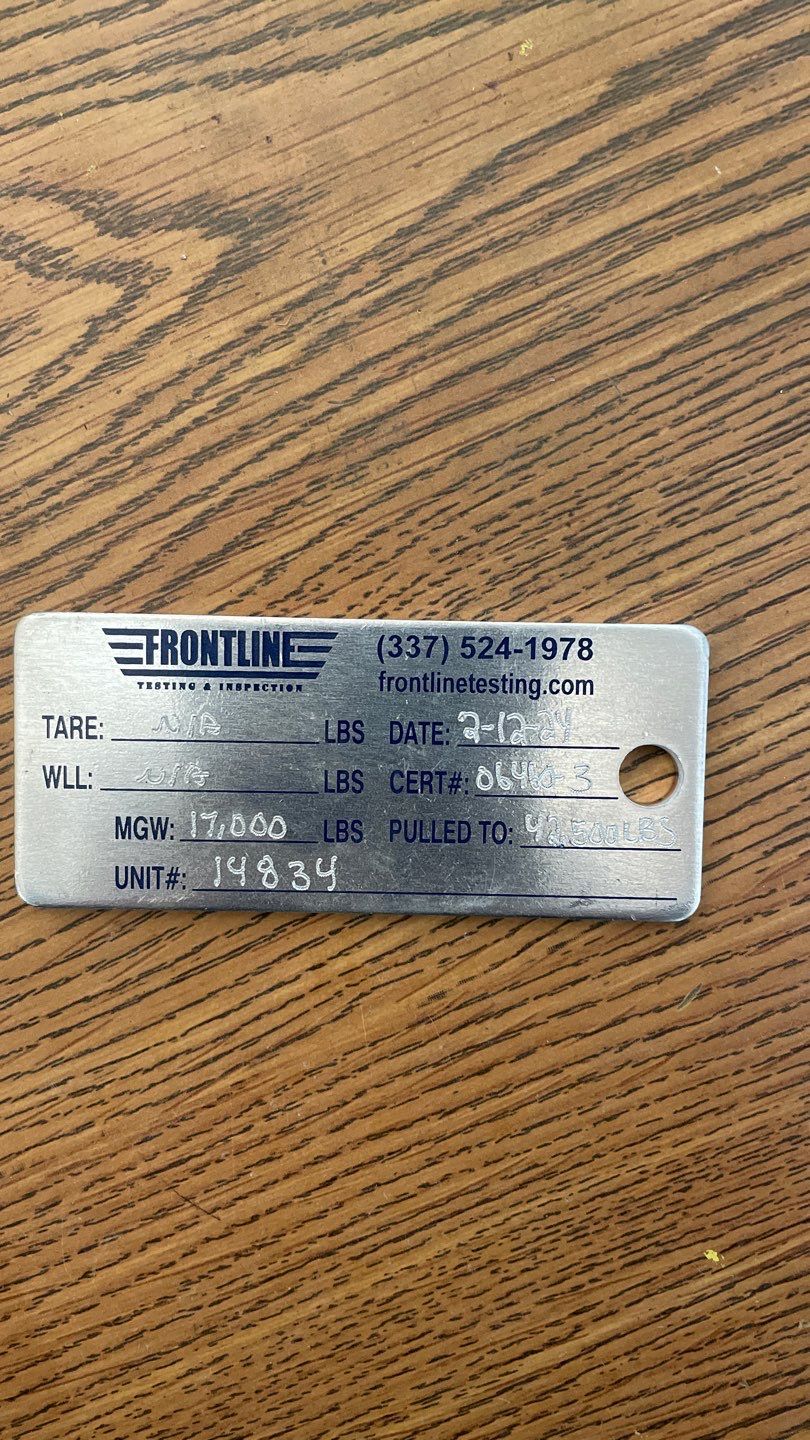 FRONTLINE
TESTING & INSPECTION
(337) 524-1978
frontlinetesting.com
TARE: N/A LBS DATE: 2-12-24
WLL: N/A LBS CERT#:
MGW: 17,000 LBS PULLED TO: 42,500LBS
UNIT#: 14834